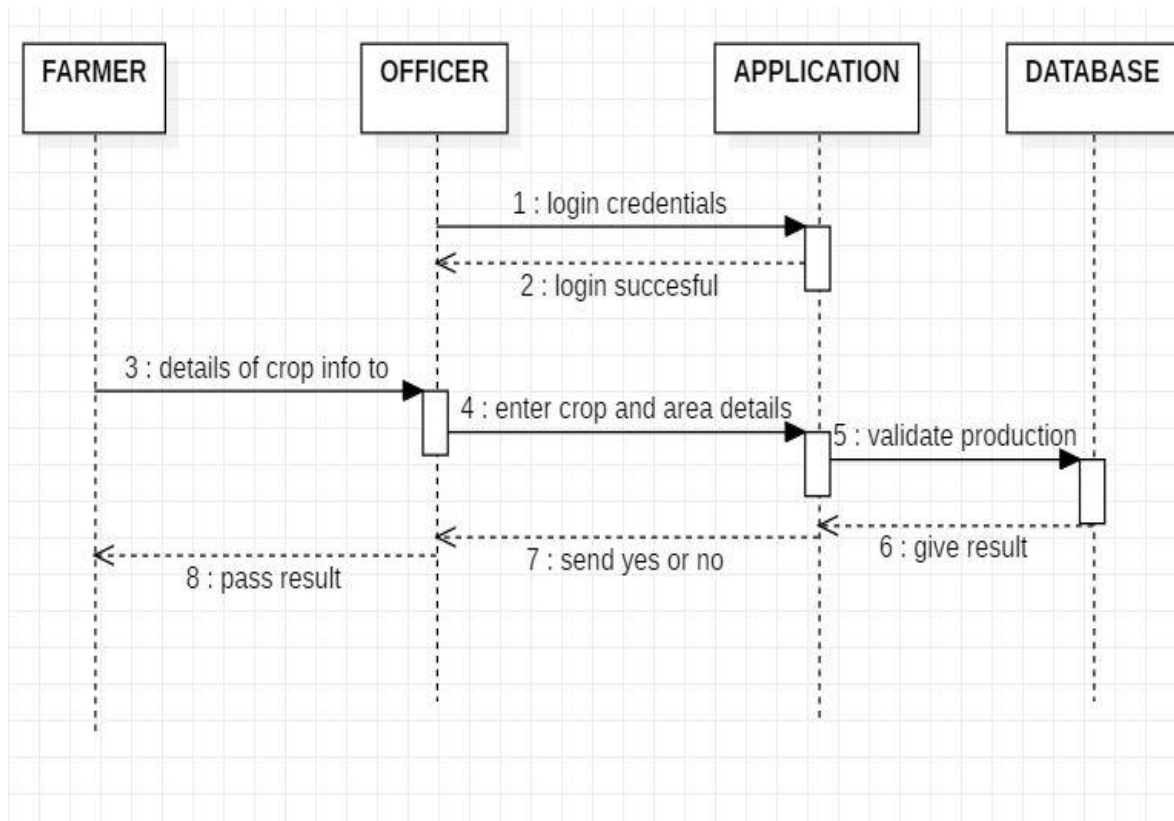 FARMER
OFFICER
APPLICATION
DATABASE
1 : login credentials
2 : login succesful
3 : details of crop info to
4 : enter crop and area details
5 : validate production
6 : give result
7 : send yes or no
8 : pass result